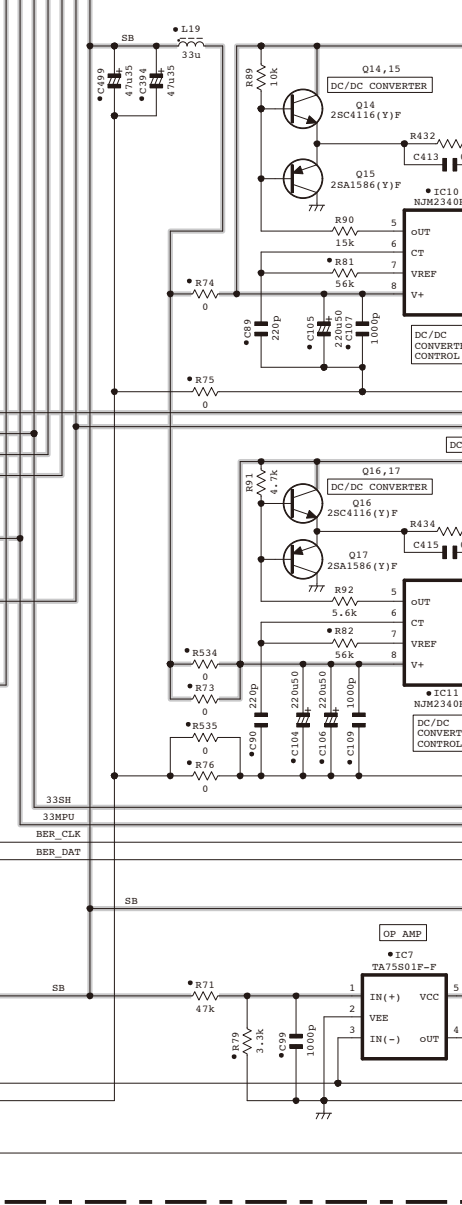 SB
L19
33u
C499
47u35
C394
47u35
R89
10k
Q14,15
DC/DC CONVERTER
Q14
2SC4116(Y)F
R432
C413
Q15
2SA1586(Y)F
IC10
R90
15k
5
OUT
6
CT
R81
56k
7
VREF
R74
0
8
V+
C89
220p
C105
220u50
C107
1000p
DC/DC
CONTROL
R75
0
R91
4.7k
Q16,17
DC/DC CONVERTER
Q16
2SC4116(Y)F
R434
C415
Q17
2SA1586(Y)F
R92
5.6k
5
OUT
6
CT
R82
56k
7
VREF
R534
0
8
V+
R73
0
IC11
C90
220p
C104
220u50
C106
220u50
C109
1000p
DC/DC
CONTROL
R535
0
R76
0
33SH
33MPU
BER_CLK
BER_DAT
SB
OP AMP
IC7
TA75S01F-F
SB
R71
47k
1
IN(+)
VCC
5
2
VEE
3
IN(-)
OUT
4
R79
3.3k
C99
1000p